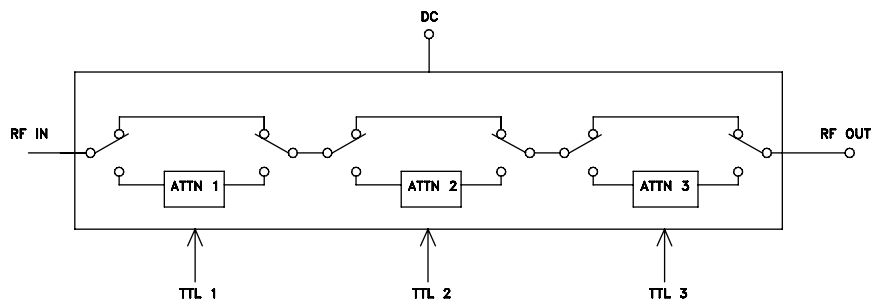 DC
RF IN
RF OUT
ATTN 1
ATTN 2
ATTN 3
TTL 1
TTL 2
TTL 3